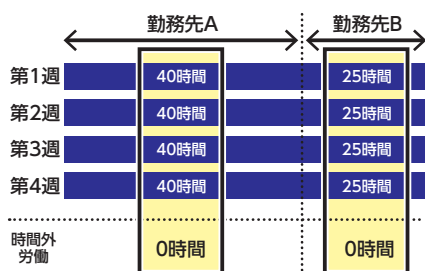 勤務先A 勤務先B
第1週 40時間 25時間
第2週 40時間 25時間
第3週 40時間 25時間
第4週 40時間 25時間
時間外
労働 0時間 0時間